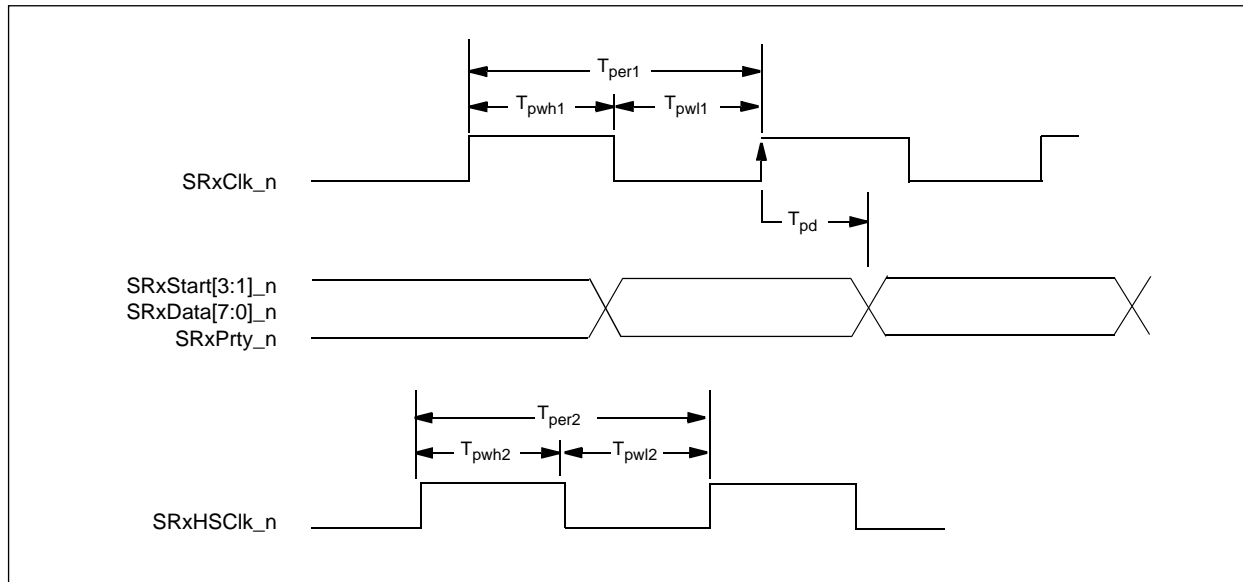 T_per1
T_pwh1 T_pwl1
SRxClk_n
T_pd
SRxStart[3:1]_n
SRxData[7:0]_n
SRxPrty_n
T_per2
T_pwh2 T_pwl2
SRxHSClk_n